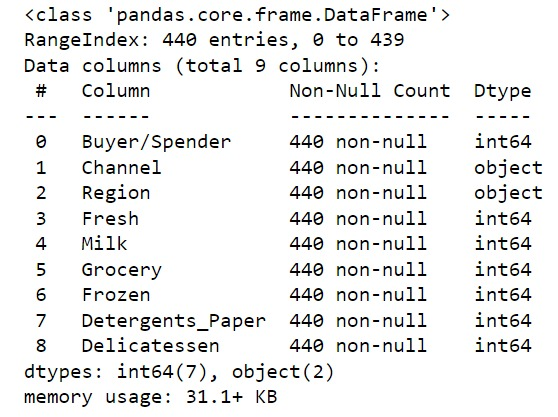 <class 'pandas.core.frame.DataFrame'>
RangeIndex: 440 entries, 0 to 439
Data columns (total 9 columns):
 #   Column            Non-Null Count  Dtype
---  ------            --------------  -----
 0   Buyer/Spender     440 non-null    int64
 1   Channel           440 non-null    object
 2   Region            440 non-null    object
 3   Fresh             440 non-null    int64
 4   Milk              440 non-null    int64
 5   Grocery           440 non-null    int64
 6   Frozen            440 non-null    int64
 7   Detergents_Paper  440 non-null    int64
 8   Delicatessen      440 non-null    int64
dtypes: int64(7), object(2)
memory usage: 31.1+ KB